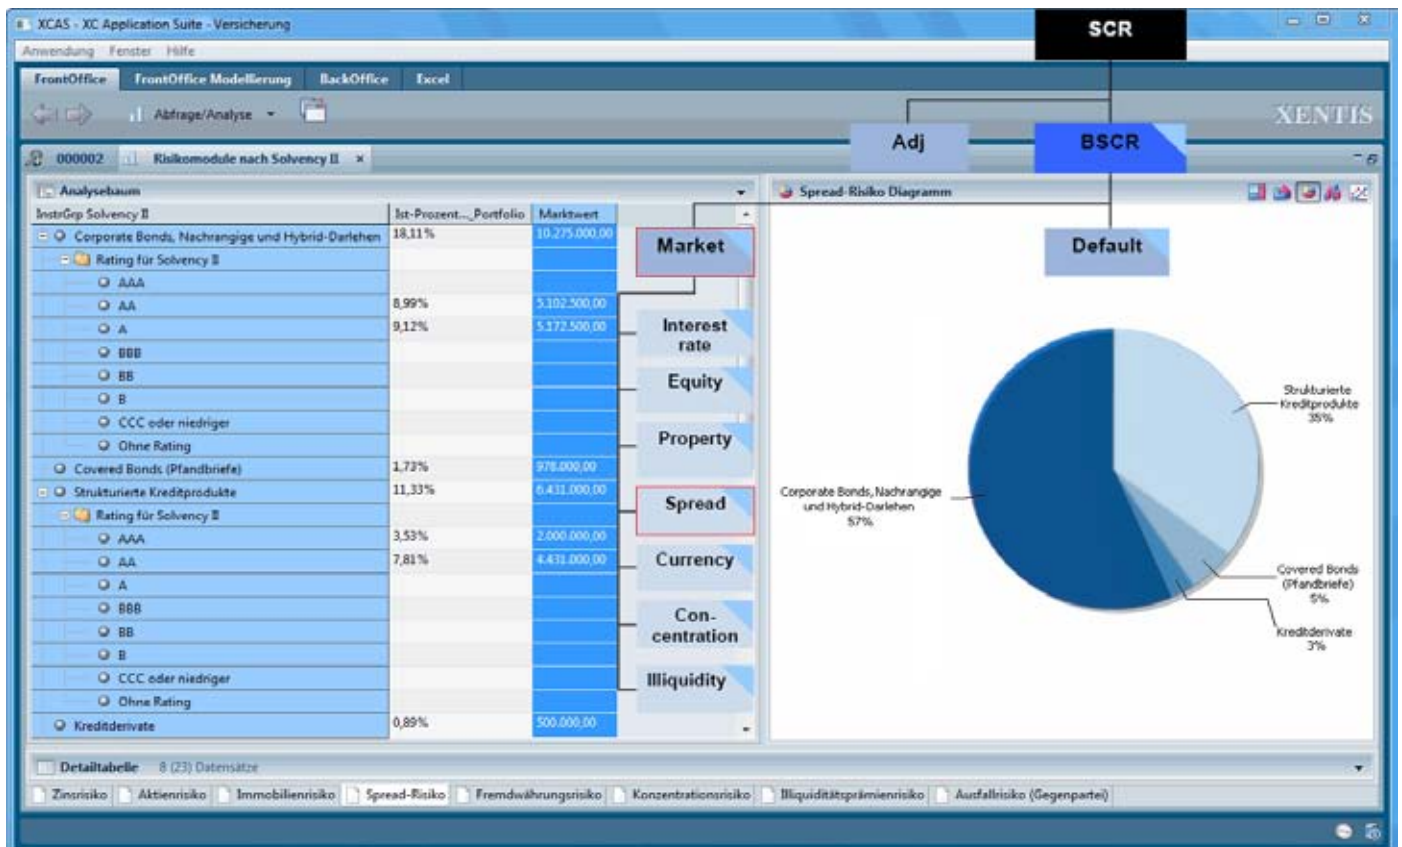 XCAS - XC Application Suite - Versicherung
SCR
Anwendung Fenster Hilfe
FrontOffice FrontOffice Modellierung BackOffice Excel
Abfrage/Analyse
XENTIS
Adj
BSCR
000002 Risikomodule nach Solvency II
Analysebaum
Spread-Risiko Diagramm
InstrGrp Solvency II Ist-Prozent..._Portfolio Marktwert
Market
Default
Corporate Bonds, Nachrangige und Hybrid-Darlehen 18,11% 10.275.000,00
Rating für Solvency II
AAA
AA 8,99% 5.102.500,00
A 9,12% 5.172.500,00
BBB
BB
B
CCC oder niedriger
Ohne Rating
Covered Bonds (Pfandbriefe) 1,73% 978.000,00
Strukturierte Kreditprodukte 11,33% 6.431.000,00
Rating für Solvency II
AAA 3,53% 2.000.000,00
AA 7,81% 4.431.000,00
A
BBB
BB
B
CCC oder niedriger
Ohne Rating
Kreditderivate 0,89% 500.000,00
Interest
rate
Equity
Property
Spread
Currency
Con-
centration
Illiquidity
Strukturierte
Kreditprodukte
35%
Corporate Bonds, Nachrangige
und Hybrid-Darlehen
57%
Covered Bonds
(Pfandbriefe)
5%
Kreditderivate
3%
Detailtabelle 8 (23) Datensätze
Zinsrisiko Aktienrisiko Immobilienrisiko Spread-Risiko Fremdwährungsrisiko Konzentrationsrisiko Illiquiditätsprämienrisiko Ausfallrisiko (Gegenpartei)